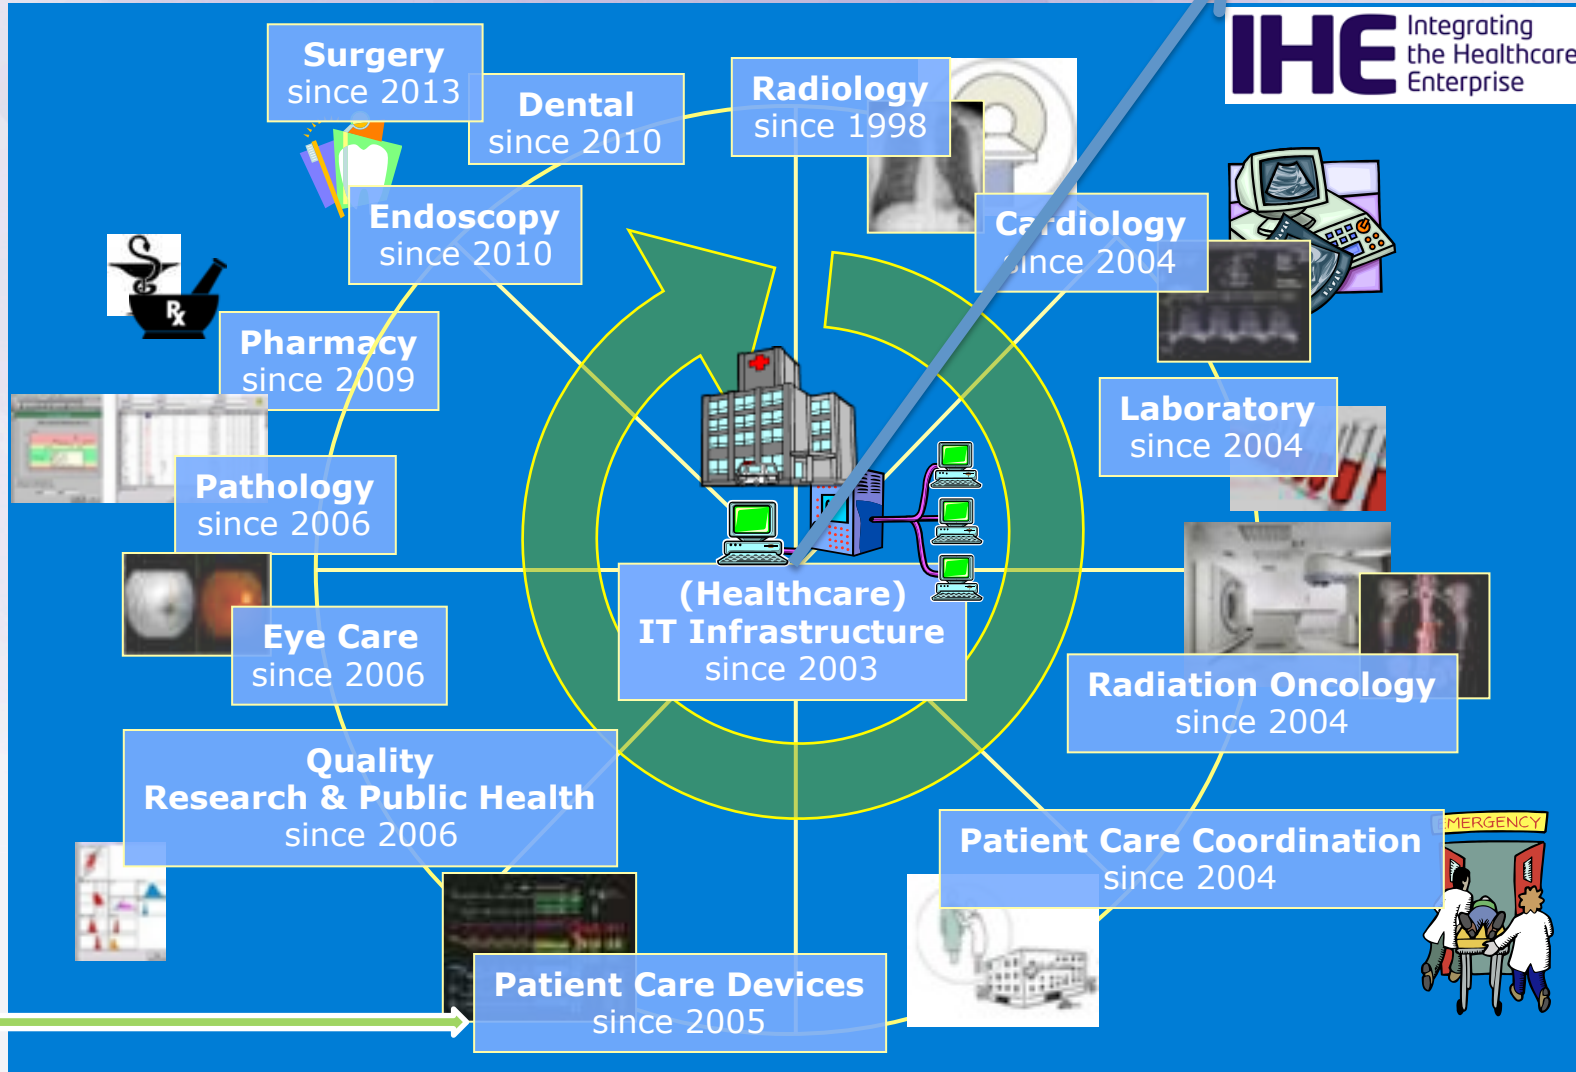 IHE Integrating
the Healthcare
Enterprise
Surgery
since 2013
Dental
since 2010
Radiology
since 1998
Endoscopy
since 2010
Cardiology
since 2004
Rx
Pharmacy
since 2009
Laboratory
since 2004
Pathology
since 2006
(Healthcare)
IT Infrastructure
since 2003
Eye Care
since 2006
Radiation Oncology
since 2004
Quality
Research & Public Health
since 2006
Patient Care Coordination
since 2004
EMERGENCY
Patient Care Devices
since 2005